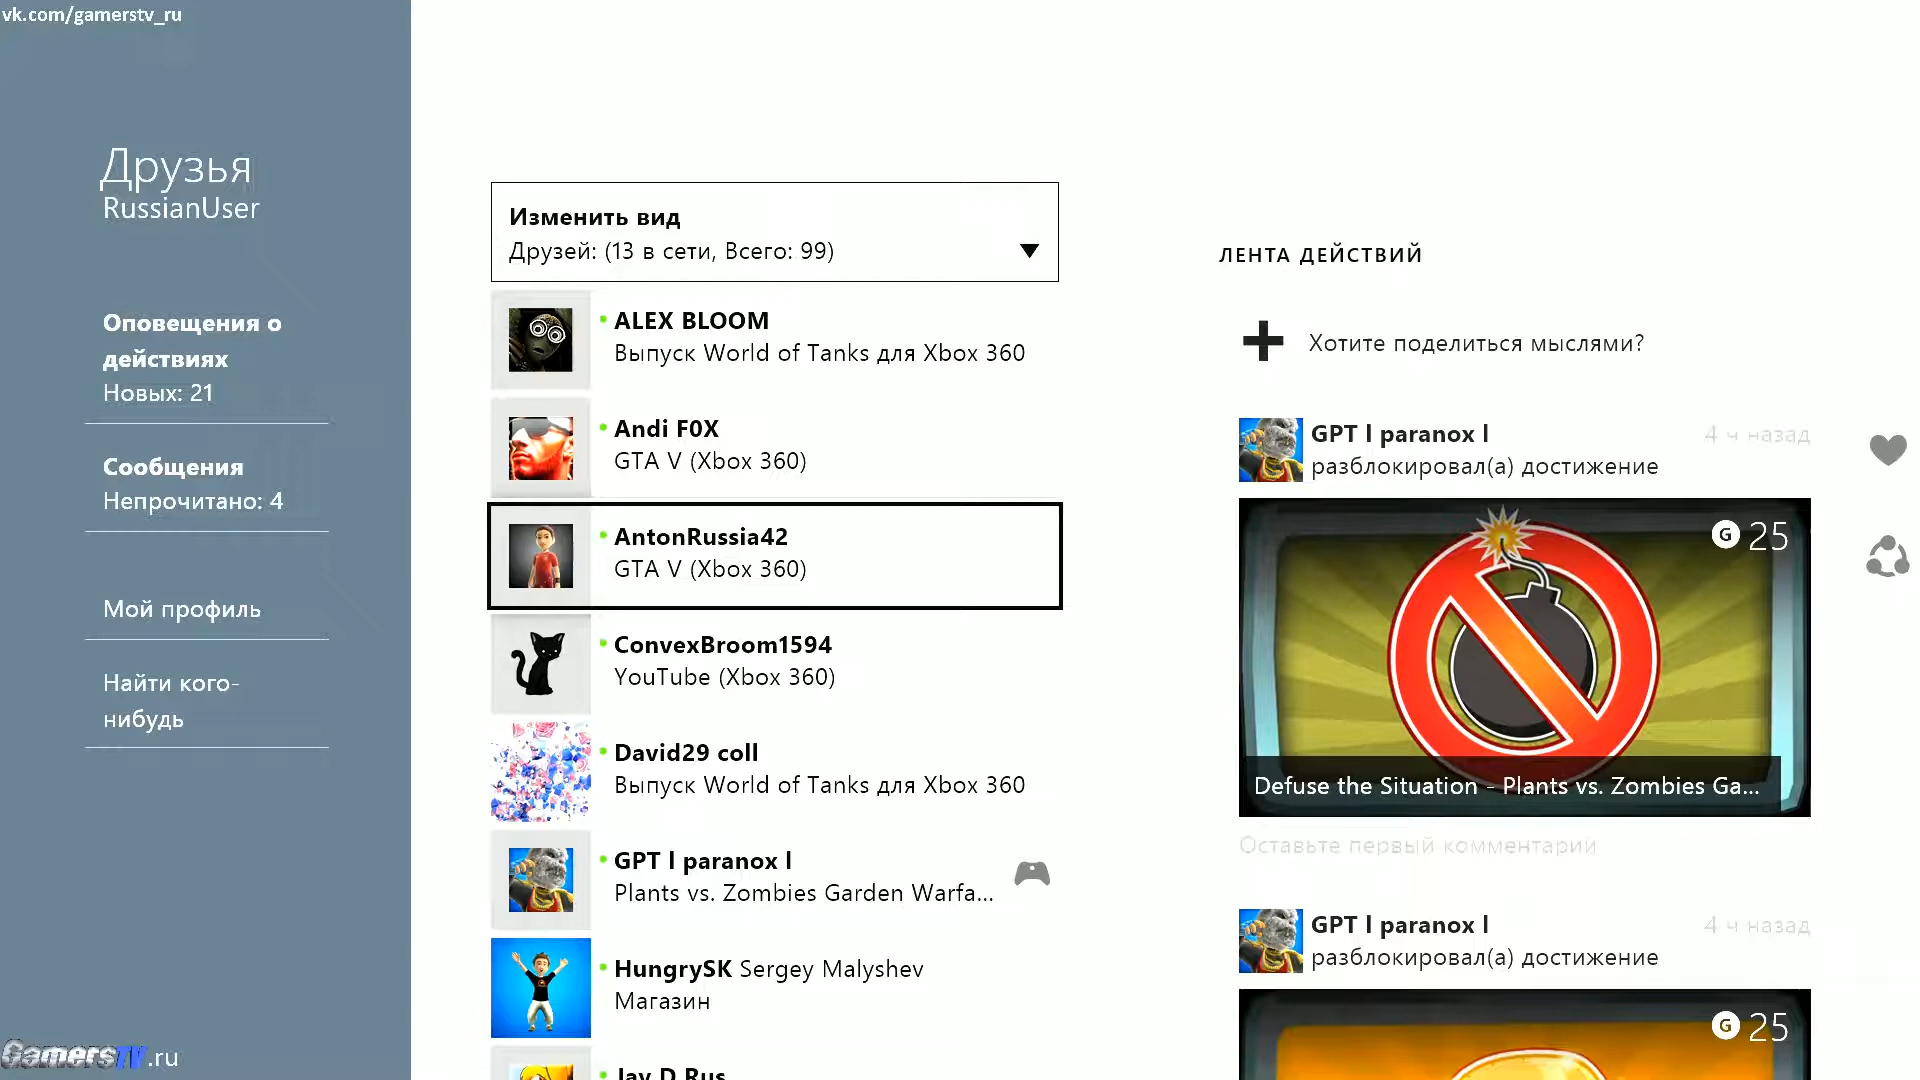 vk.com/gamerstv_ru
Друзья
RussianUser
Оповещения о
действиях
Новых: 21
Сообщения
Непрочитано: 4
Мой профиль
Найти кого-
нибудь
GamersTV.ru
Изменить вид
Друзей: (13 в сети, Всего: 99)
ALEX BLOOM
Выпуск World of Tanks для Xbox 360
Andi F0X
GTA V (Xbox 360)
AntonRussia42
GTA V (Xbox 360)
ConvexBroom1594
YouTube (Xbox 360)
David29 coll
Выпуск World of Tanks для Xbox 360
GPT l paranox l
Plants vs. Zombies Garden Warfa...
HungrySK Sergey Malyshev
Магазин
Jay D Rus
ЛЕНТА ДЕЙСТВИЙ
Хотите поделиться мыслями?
GPT l paranox l 4 ч назад
разблокировал(а) достижение
G 25
Defuse the Situation - Plants vs. Zombies Ga...
Оставьте первый комментарии
GPT l paranox l 4 ч назад
разблокировал(а) достижение
G 25